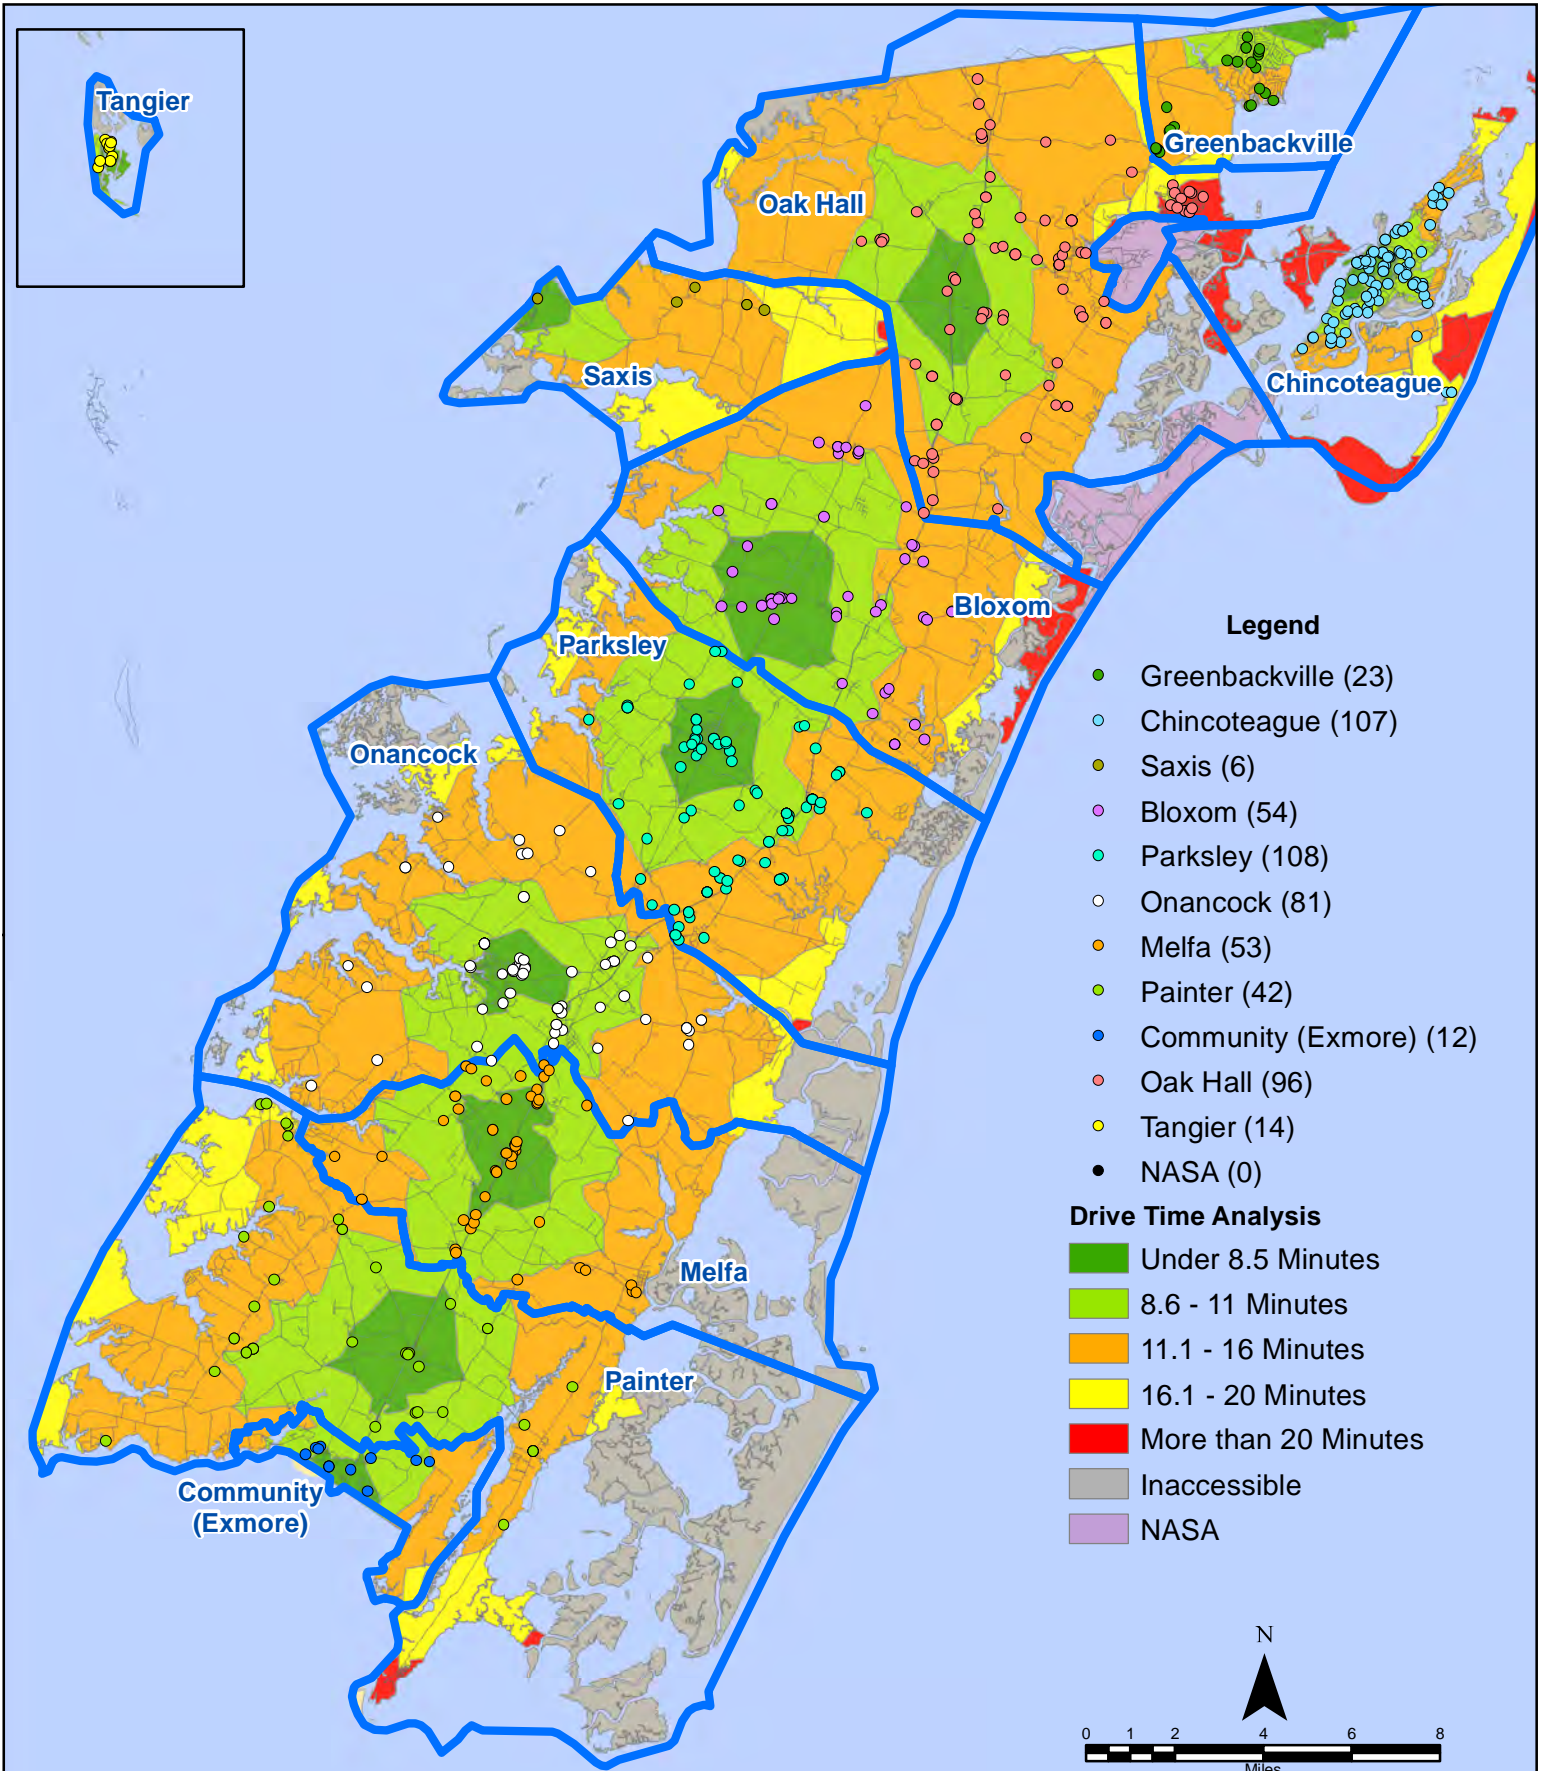 Tangier
Greenbackville
Oak Hall
Saxis
Chincoteague
Bloxom
Parksley
Onancock
Melfa
Painter
Community
(Exmore)
Legend
Greenbackville (23)
Chincoteague (107)
Saxis (6)
Bloxom (54)
Parksley (108)
Onancock (81)
Melfa (53)
Painter (42)
Community (Exmore) (12)
Oak Hall (96)
Tangier (14)
NASA (0)
Drive Time Analysis
Under 8.5 Minutes
8.6 - 11 Minutes
11.1 - 16 Minutes
16.1 - 20 Minutes
More than 20 Minutes
Inaccessible
NASA
N
0 1 2 4 6 8
Miles